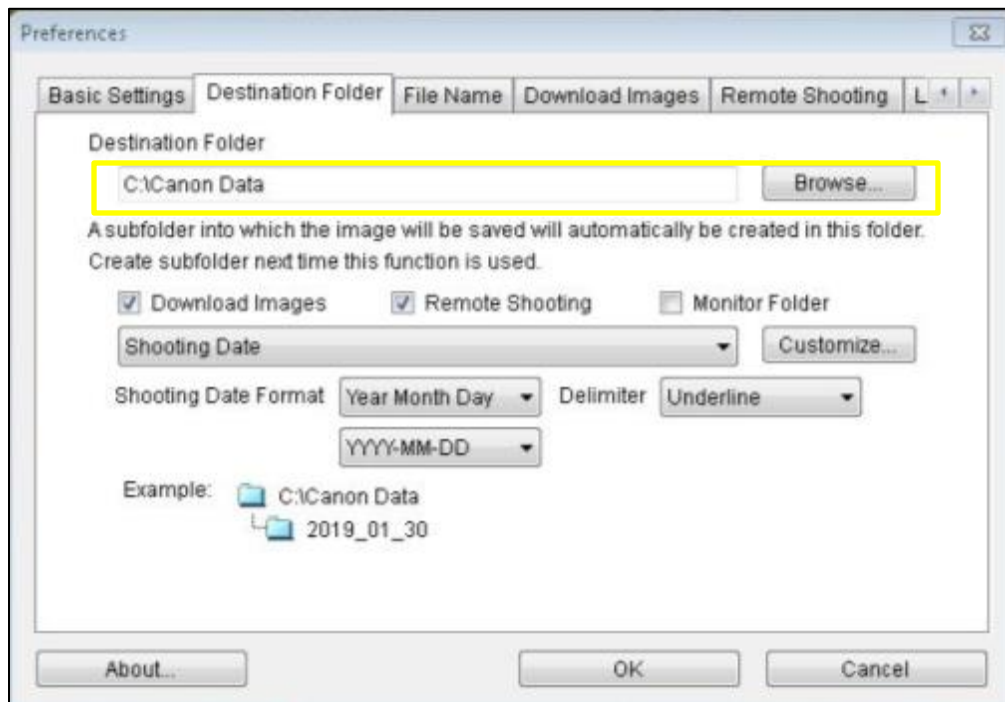 Preferences
Basic Settings Destination Folder File Name Download Images Remote Shooting L
Destination Folder
C:\Canon Data Browse...
A subfolder into which the image will be saved will automatically be created in this folder.
Create subfolder next time this function is used.
Download Images Remote Shooting Monitor Folder
Shooting Date Customize...
Shooting Date Format Year Month Day Delimiter Underline
YYYY-MM-DD
Example: C:\Canon Data
2019_01_30
About... OK Cancel